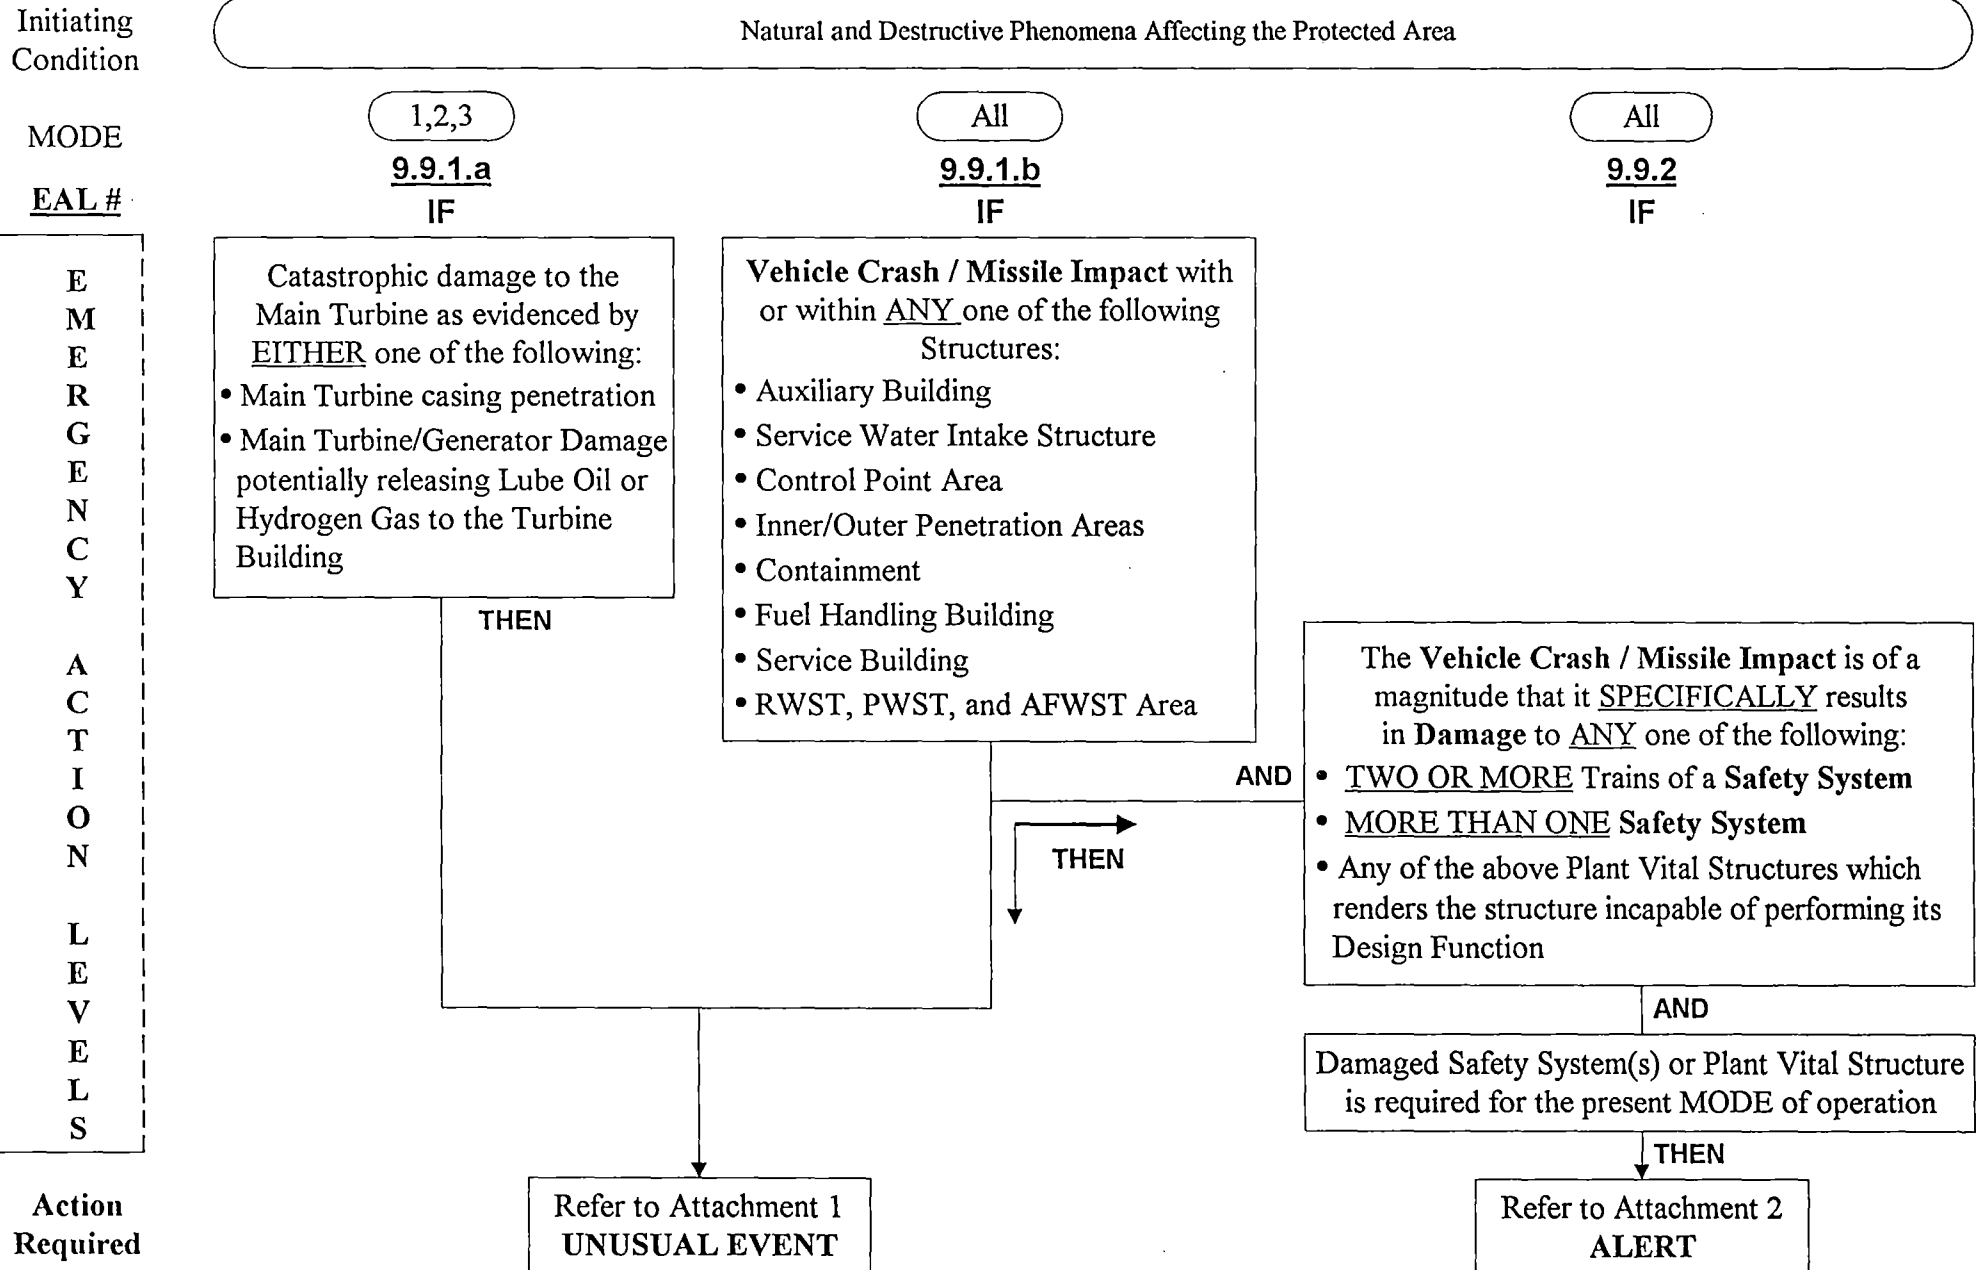 Initiating
Condition
Natural and Destructive Phenomena Affecting the Protected Area
MODE
1,2,3
All
All
EAL #
9.9.1.a
9.9.1.b
9.9.2
IF
IF
IF
E
M
E
R
G
E
N
C
Y
A
C
T
I
O
N
L
E
V
E
L
S
Catastrophic damage to the
Main Turbine as evidenced by
EITHER one of the following:
• Main Turbine casing penetration
• Main Turbine/Generator Damage
potentially releasing Lube Oil or
Hydrogen Gas to the Turbine
Building
THEN
Vehicle Crash / Missile Impact with
or within ANY one of the following
Structures:
• Auxiliary Building
• Service Water Intake Structure
• Control Point Area
• Inner/Outer Penetration Areas
• Containment
• Fuel Handling Building
• Service Building
• RWST, PWST, and AFWST Area
AND
THEN
The Vehicle Crash / Missile Impact is of a
magnitude that it SPECIFICALLY results
in Damage to ANY one of the following:
• TWO OR MORE Trains of a Safety System
• MORE THAN ONE Safety System
• Any of the above Plant Vital Structures which
renders the structure incapable of performing its
Design Function
AND
Damaged Safety System(s) or Plant Vital Structure
is required for the present MODE of operation
THEN
Action
Required
Refer to Attachment 1
UNUSUAL EVENT
Refer to Attachment 2
ALERT